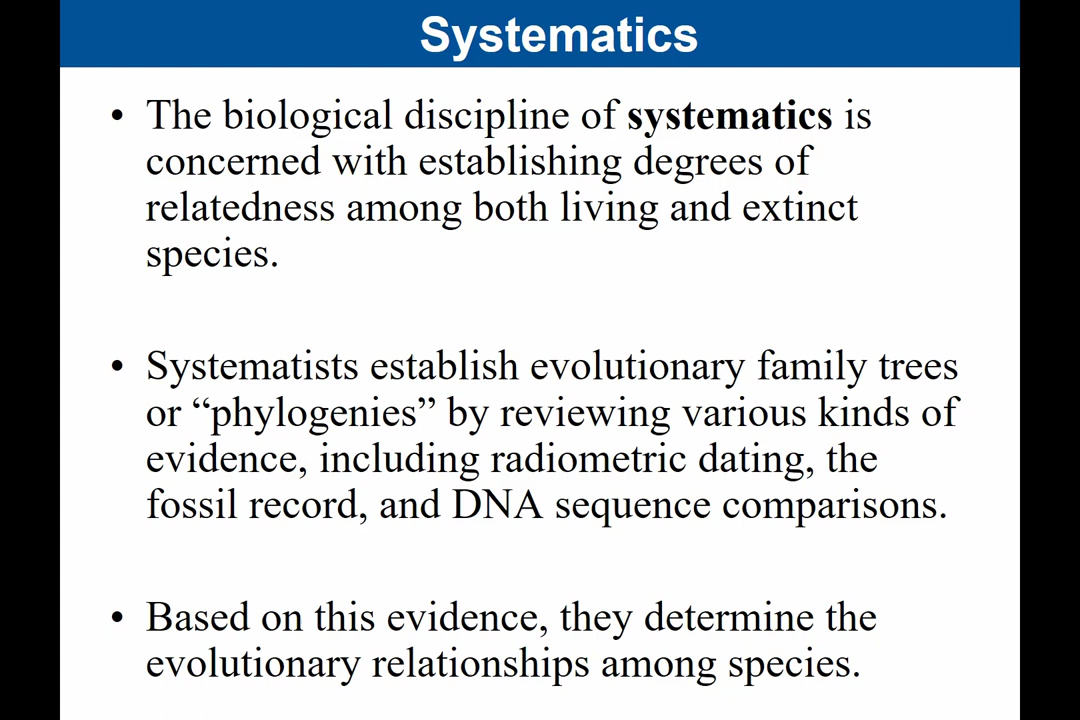 Systematics
• The biological discipline of systematics is
concerned with establishing degrees of
relatedness among both living and extinct
species.
• Systematists establish evolutionary family trees
or “phylogenies” by reviewing various kinds of
evidence, including radiometric dating, the
fossil record, and DNA sequence comparisons.
• Based on this evidence, they determine the
evolutionary relationships among species.